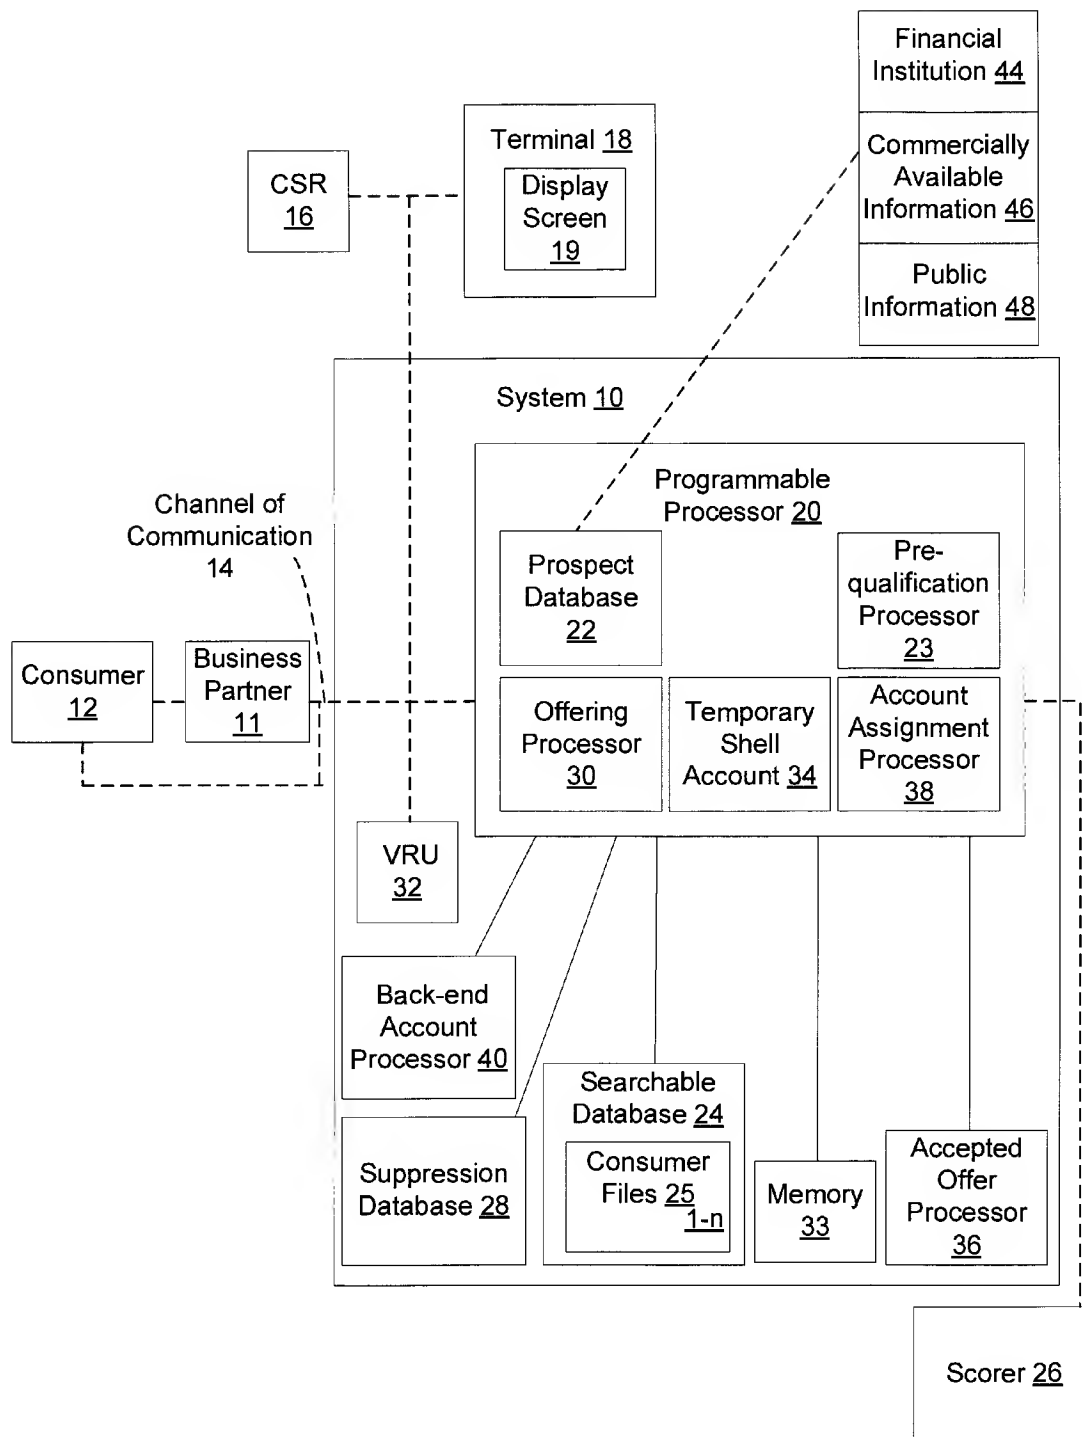 Financial
Institution 44
Commercially
Available
Information 46
Public
Information 48
Terminal 18
Display
Screen
19
CSR
16
System 10
Programmable
Processor 20
Channel of
Communication
14
Prospect
Database
22
Pre-
qualification
Processor
23
Consumer
12
Business
Partner
11
Offering
Processor
30
Temporary
Shell
Account 34
Account
Assignment
Processor
38
VRU
32
Back-end
Account
Processor 40
Suppression
Database 28
Searchable
Database 24
Consumer
Files 25
1-n
Memory
33
Accepted
Offer
Processor
36
Scorer 26